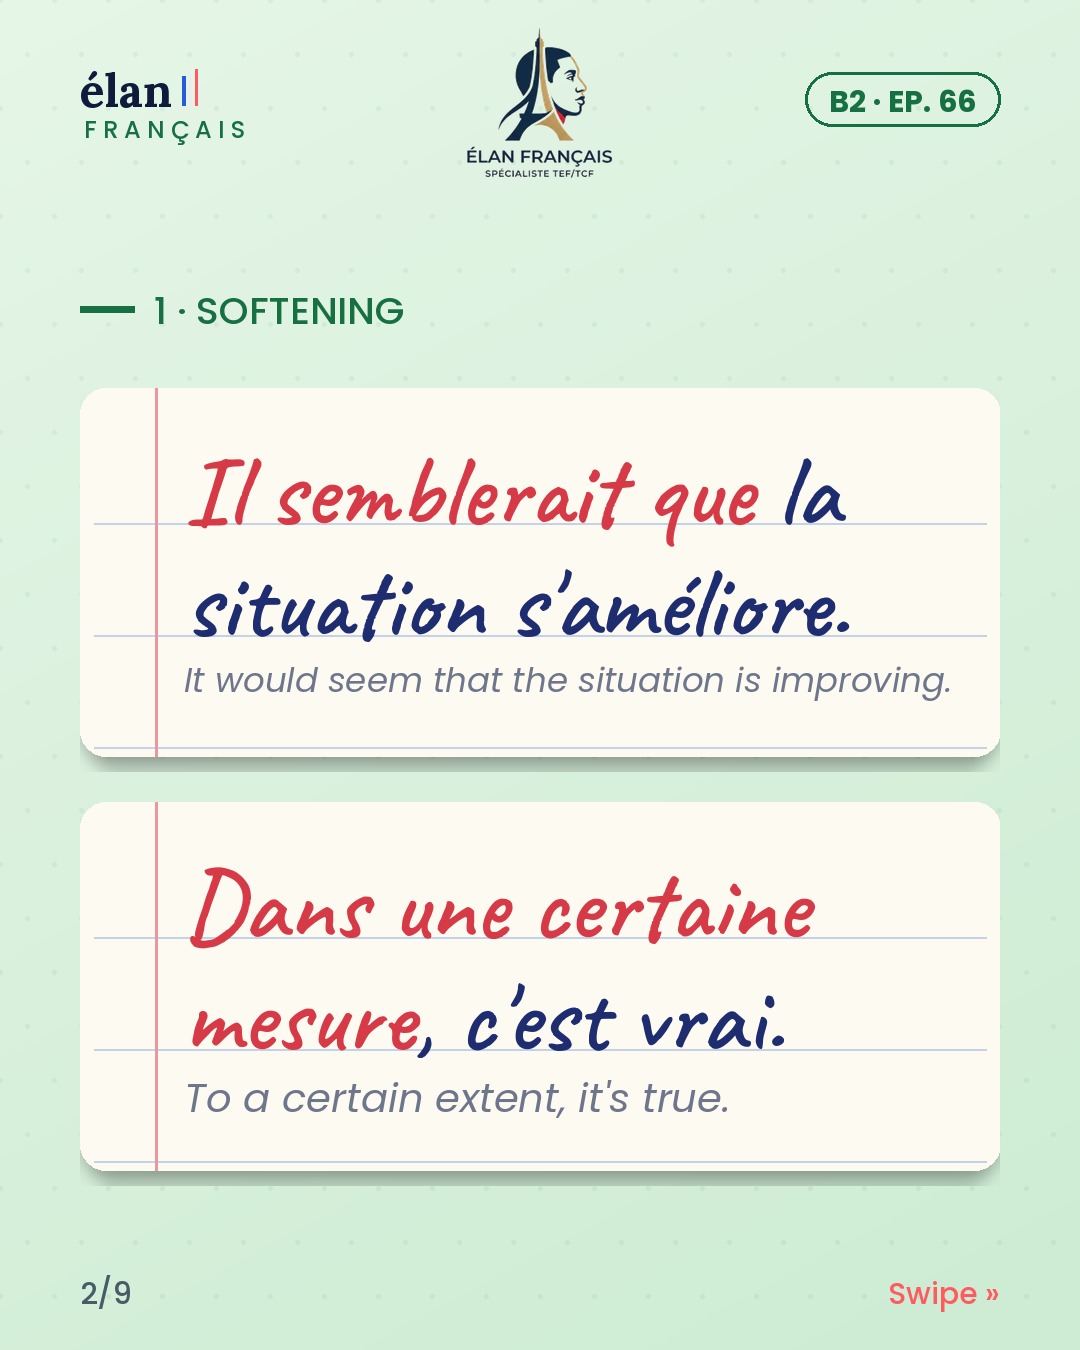 élan
FRANÇAIS
ÉLAN FRANÇAIS
SPÉCIALISTE TEF/TCF
B2 · EP. 66
1 · SOFTENING
Il semblerait que la
situation s'améliore.
It would seem that the situation is improving.
Dans une certaine
mesure, c'est vrai.
To a certain extent, it's true.
2/9
Swipe »